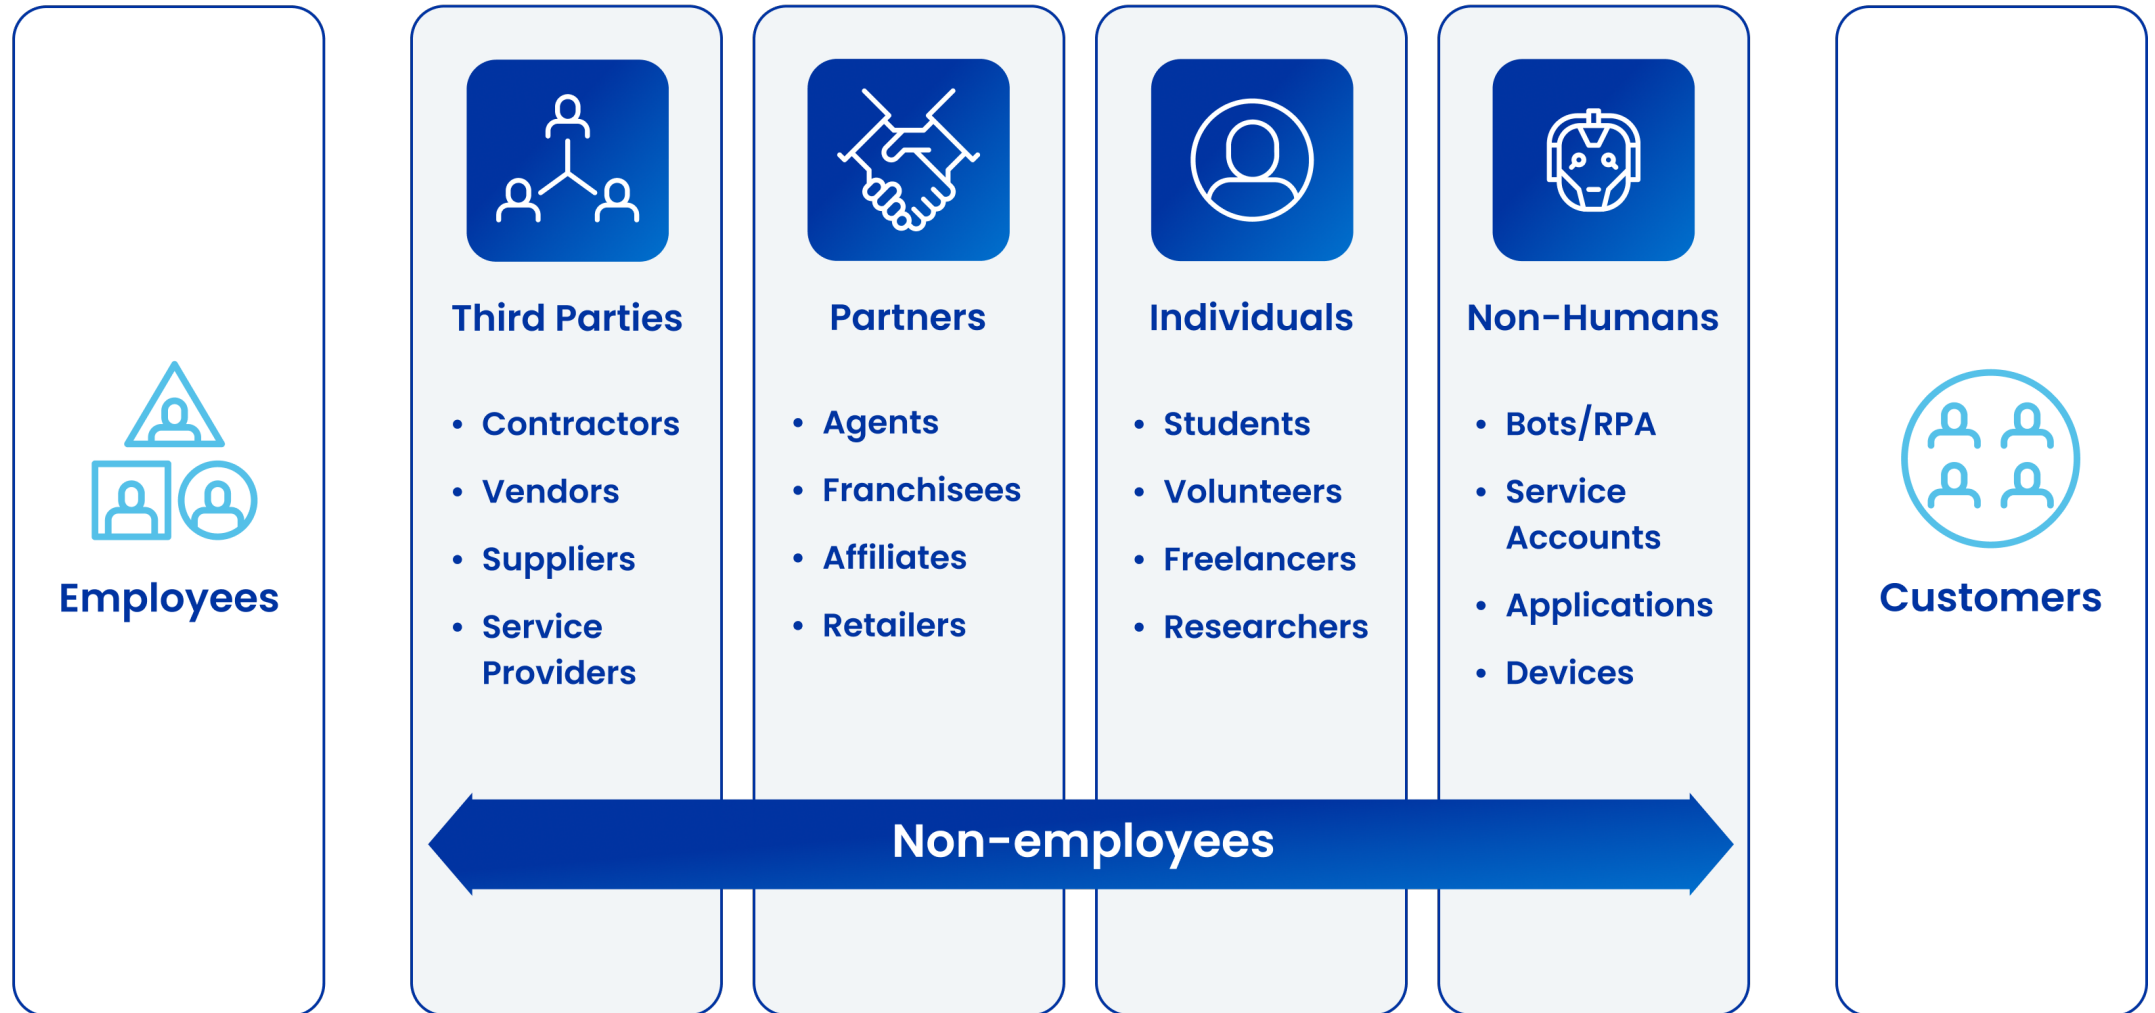 Employees
Third Parties
• Contractors
• Vendors
• Suppliers
• Service
Providers
Partners
• Agents
• Franchisees
• Affiliates
• Retailers
Individuals
• Students
• Volunteers
• Freelancers
• Researchers
Non-Humans
• Bots/RPA
• Service
Accounts
• Applications
• Devices
Non-employees
Customers